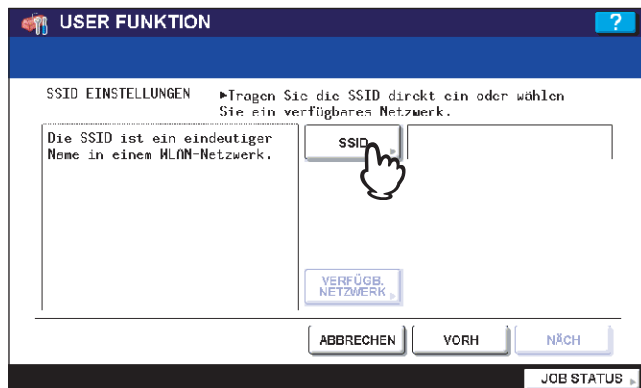 USER FUNKTION
?
SSID EINSTELLUNGEN
▶Tragen Sie die SSID direkt ein oder wählen
Sie ein verfügbares Netzwerk.
Die SSID ist ein eindeutiger
Name in einem WLAN-Netzwerk.
SSID
VERFÜGB.
NETZWERK
ABBRECHEN
VORH
NÄCH
JOB STATUS